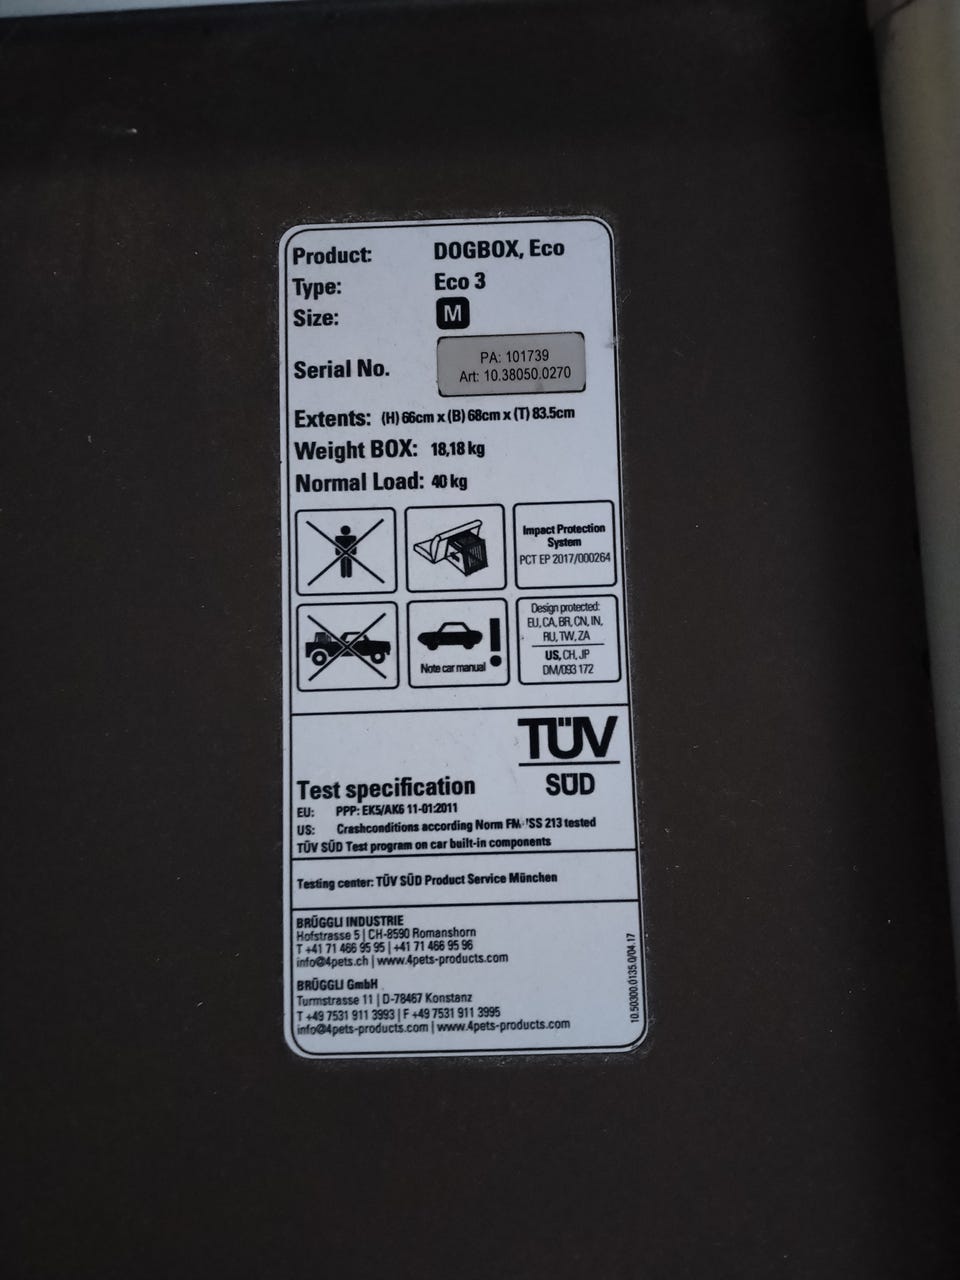 Product: DOGBOX, Eco
Type: Eco 3
Size: M
Serial No.
PA: 101739
Art: 10.38050.0270
Extents: (H) 66cm x (B) 68cm x (T) 83.5cm
Weight BOX: 18,18 kg
Normal Load: 40 kg
Impact Protection
System
PCT EP 2017/000264
Note car manual
!
Design protected:
EU, CA, BR, CN, IN,
RU, TW, ZA
US, CH, JP
DM/093 172
TÜV
SÜD
Test specification
EU: PPP: EK5/AK6 11-01:2011
US: Crashconditions according Norm FMVSS 213 tested
TÜV SÜD Test program on car built-in components
Testing center: TÜV SÜD Product Service München
BRÜGGLI INDUSTRIE
Hofstrasse 5 | CH-8590 Romanshorn
T +41 71 466 95 95 | +41 71 466 95 96
info@4pets.ch | www.4pets-products.com
BRÜGGLI GmbH
Turmstrasse 11 | D-78467 Konstanz
T +49 7531 911 3993 | F +49 7531 911 3995
info@4pets-products.com | www.4pets-products.com
10.50300.0135.0/04.17